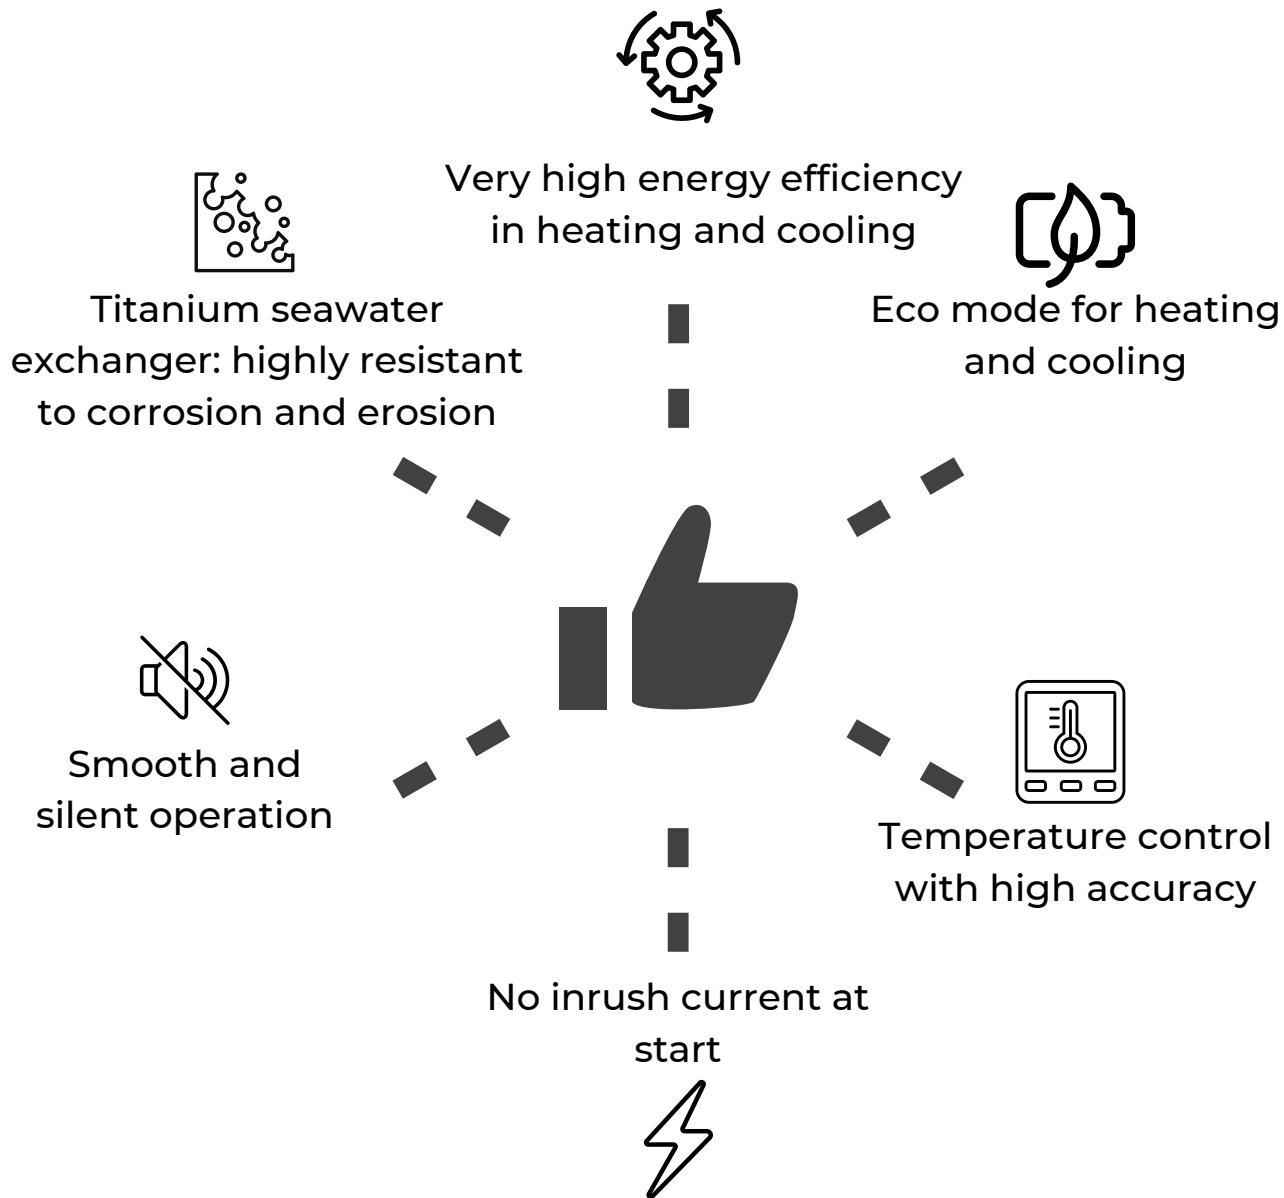 Very high energy efficiency
in heating and cooling
Titanium seawater
exchanger: highly resistant
to corrosion and erosion
Eco mode for heating
and cooling
Smooth and
silent operation
Temperature control
with high accuracy
No inrush current at
start